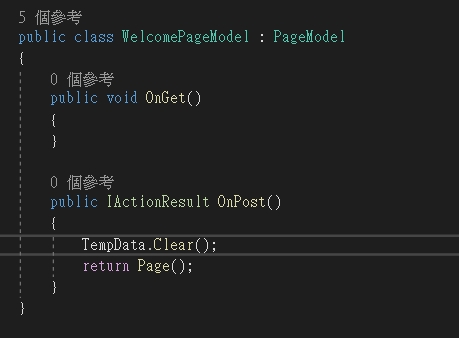 5 個參考
public class WelcomePageModel : PageModel
{
0 個參考
public void OnGet()
{
}
0 個參考
public IActionResult OnPost()
{
TempData.Clear();
return Page();
}
}